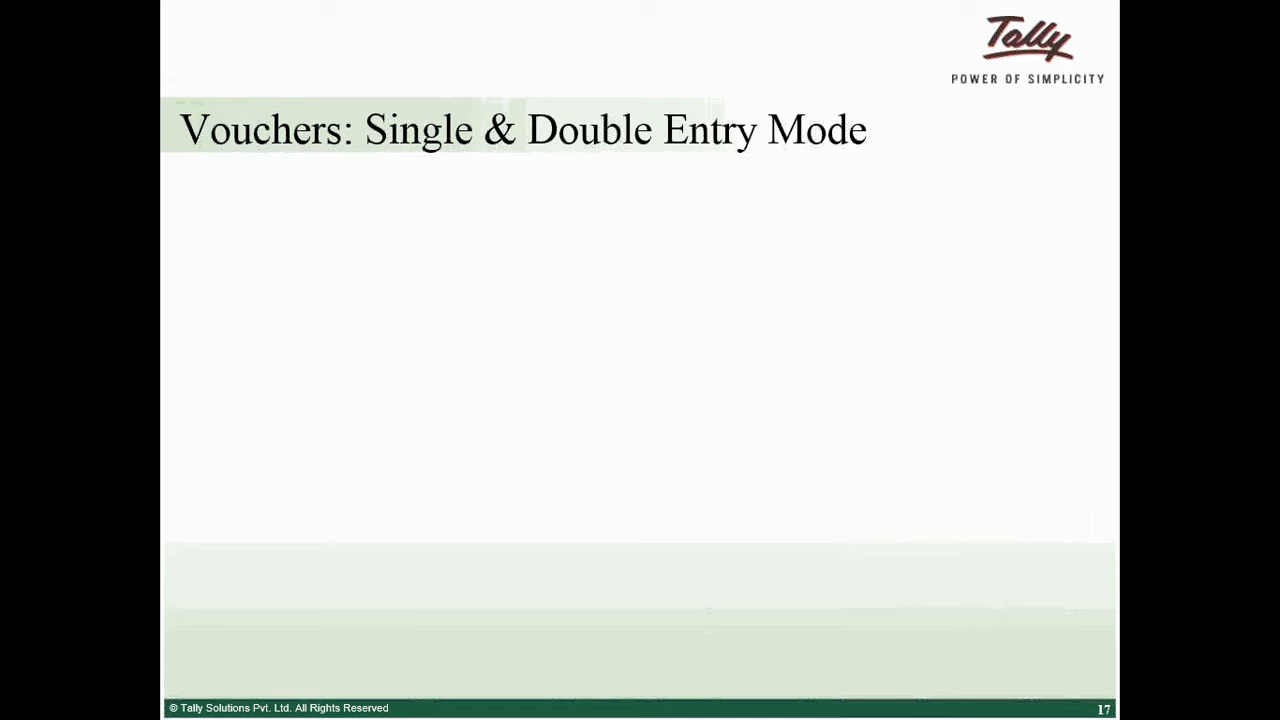 Tally
POWER OF SIMPLICITY
Vouchers: Single & Double Entry Mode
© Tally Solutions Pvt. Ltd. All Rights Reserved
17